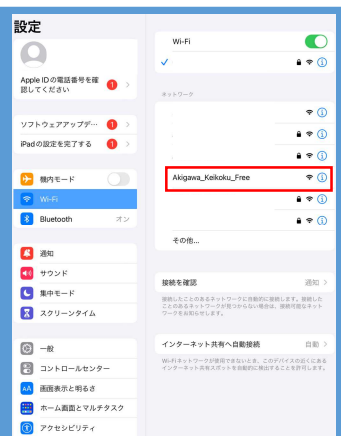 設定
Apple IDの電話番号を確
認してください
1
ソフトウェアアップデ…
1
iPadの設定を完了する
1
機内モード
Wi-Fi
Bluetooth
オン
通知
サウンド
集中モード
スクリーンタイム
一般
コントロールセンター
AA
画面表示と明るさ
ホーム画面とマルチタスク
アクセシビリティ
Wi-Fi
ネットワーク
Akigawa_Keikoku_Free
その他...
接続を確認
通知
接続したことのあるネットワークに自動的に接続します。接続した
ことのあるネットワークが見つからない場合は、接続可能なネット
ワークをお知らせします。
インターネット共有へ自動接続
自動
Wi-Fiネットワークが使用できないとき、このデバイスの近くにある
インターネット共有スポットを自動的に検出することを許可します。